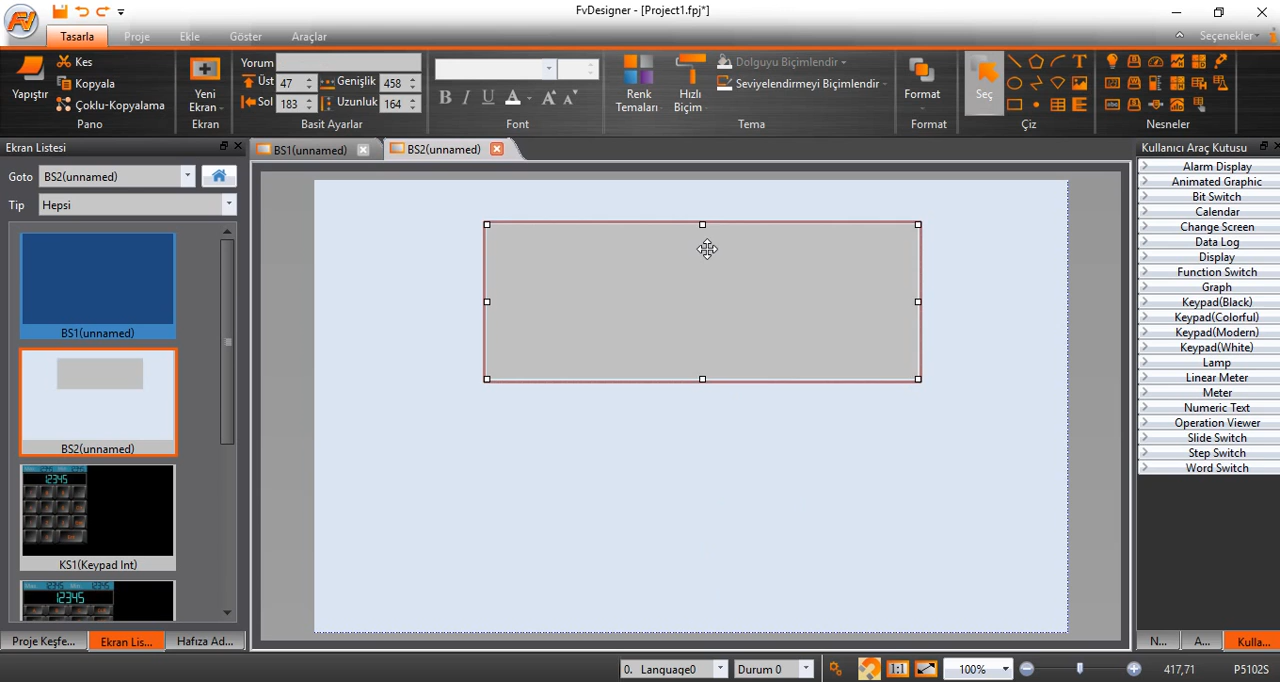 FvDesigner - [Project1.fpj*]
Tasarla Proje Ekle Göster Araçlar Seçenekler
Yapıştır
Kes
Kopyala
Çoklu-Kopyalama
Pano
Yeni
Ekran
Ekran
Yorum
Üst 47 Genişlik 458
Sol 183 Uzunluk 164
Basit Ayarlar
B I U A A A
Font
Renk
Temaları
Hızlı
Biçim
Dolguyu Biçimlendir
Seviyelendirmeyi Biçimlendir
Tema
Format
Format
Seç
Çiz
Nesneler
Ekran Listesi
Goto BS2(unnamed)
Tip Hepsi
BS1(unnamed)
BS2(unnamed)
12345
KS1(Keypad Int)
12345
BS1(unnamed) BS2(unnamed)
Kullanıcı Araç Kutusu
Alarm Display
Animated Graphic
Bit Switch
Calendar
Change Screen
Data Log
Display
Function Switch
Graph
Keypad(Black)
Keypad(Colorful)
Keypad(Modern)
Keypad(White)
Lamp
Linear Meter
Meter
Numeric Text
Operation Viewer
Slide Switch
Step Switch
Word Switch
Proje Keşfe... Ekran Lis... Hafıza Ad...
N... A... Kulla...
0. Language0 Durum 0 1:1 100% 417,71 P5102S